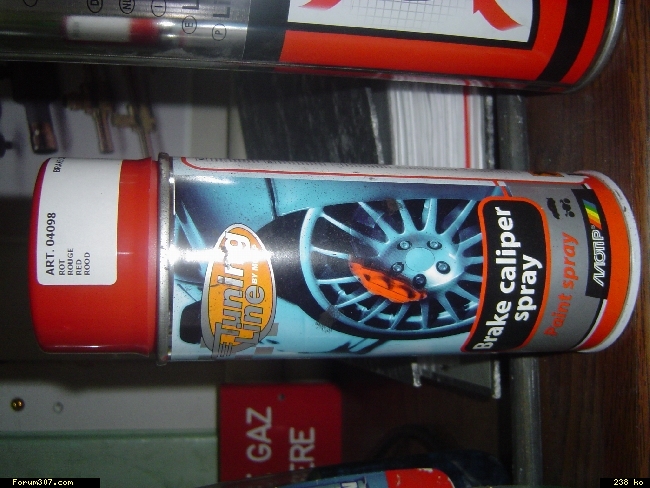 ART. 04098
ROT
ROUGE
RED
ROOD
Tuning
Line
Brake caliper
spray
Paint spray
MOTIP
GAZ
Forum307.com
238 ko